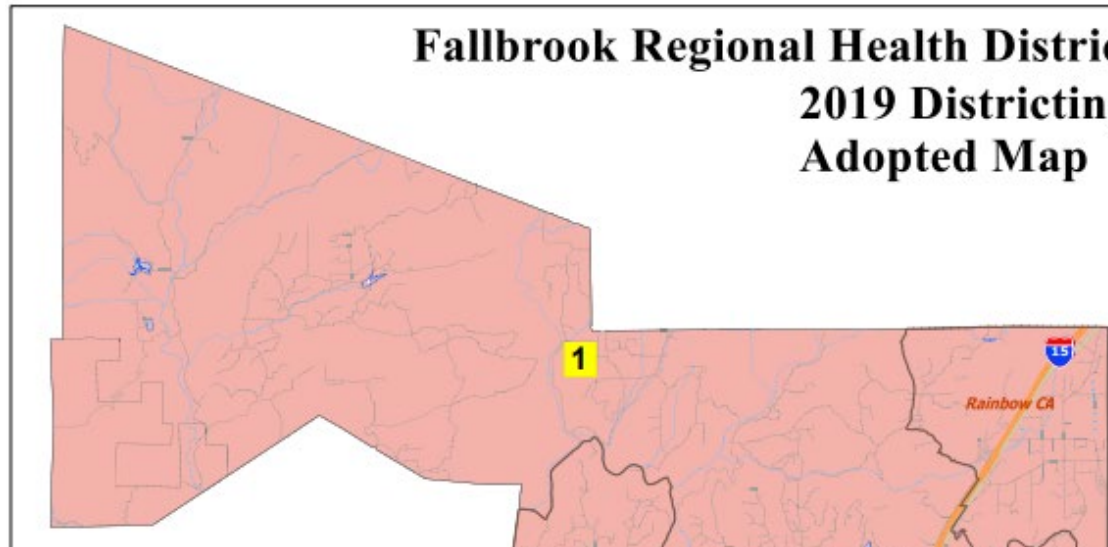 Fallbrook Regional Health Distric
2019 Districtin
Adopted Map
1
15
Rainbow CA